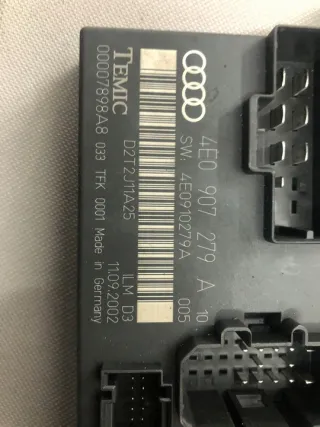 4E0 907 279 A 10
SW: 4E0910279A 005
D2T2J11A25 ILM D3
TEMIC 11.09.2002
00007898A8 033 TFK 0001 Made in Germany